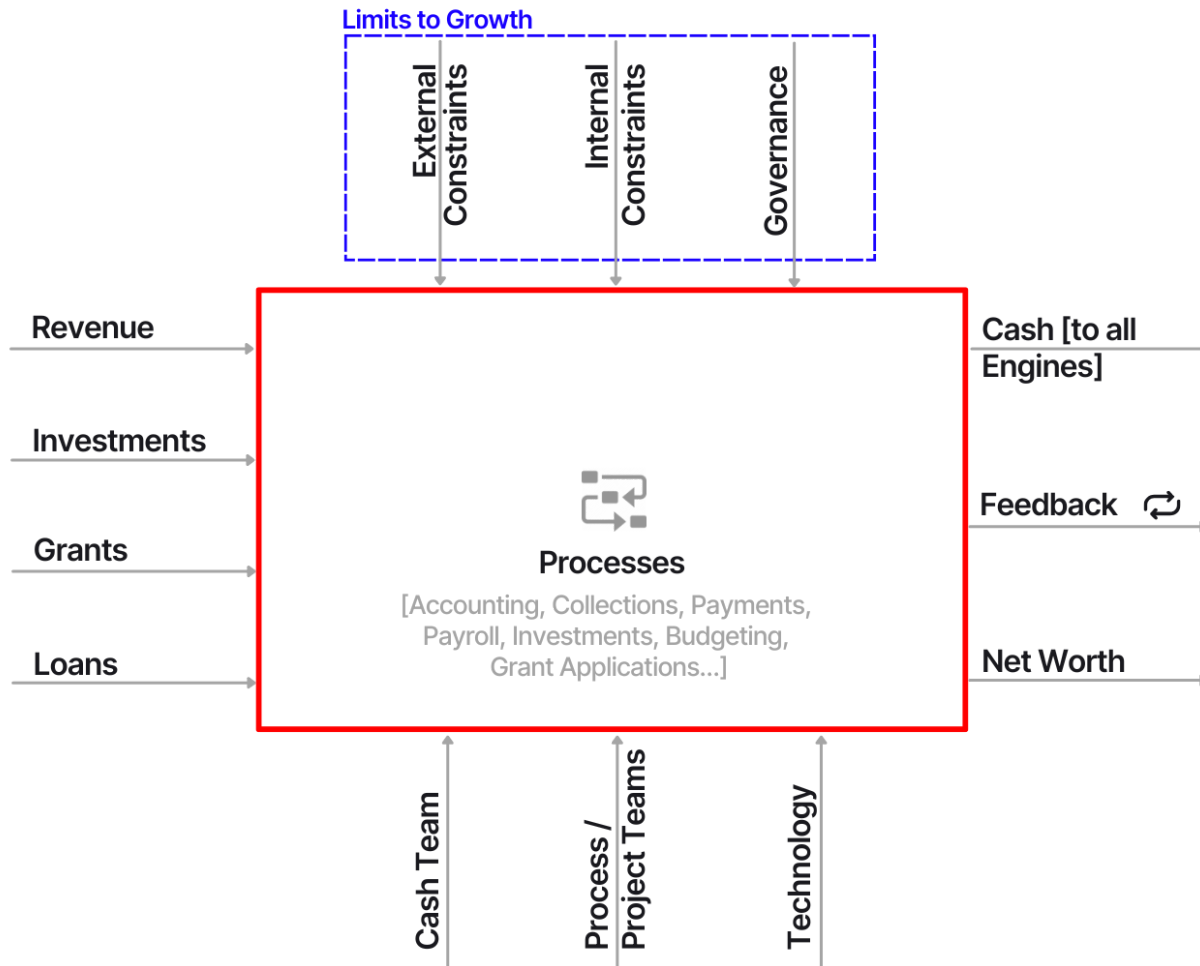 Limits to Growth
External
Constraints
Internal
Constraints
Governance
Revenue
Investments
Grants
Loans
Processes
[Accounting, Collections, Payments,
Payroll, Investments, Budgeting,
Grant Applications...]
Cash [to all
Engines]
Feedback
Net Worth
Cash Team
Process /
Project Teams
Technology